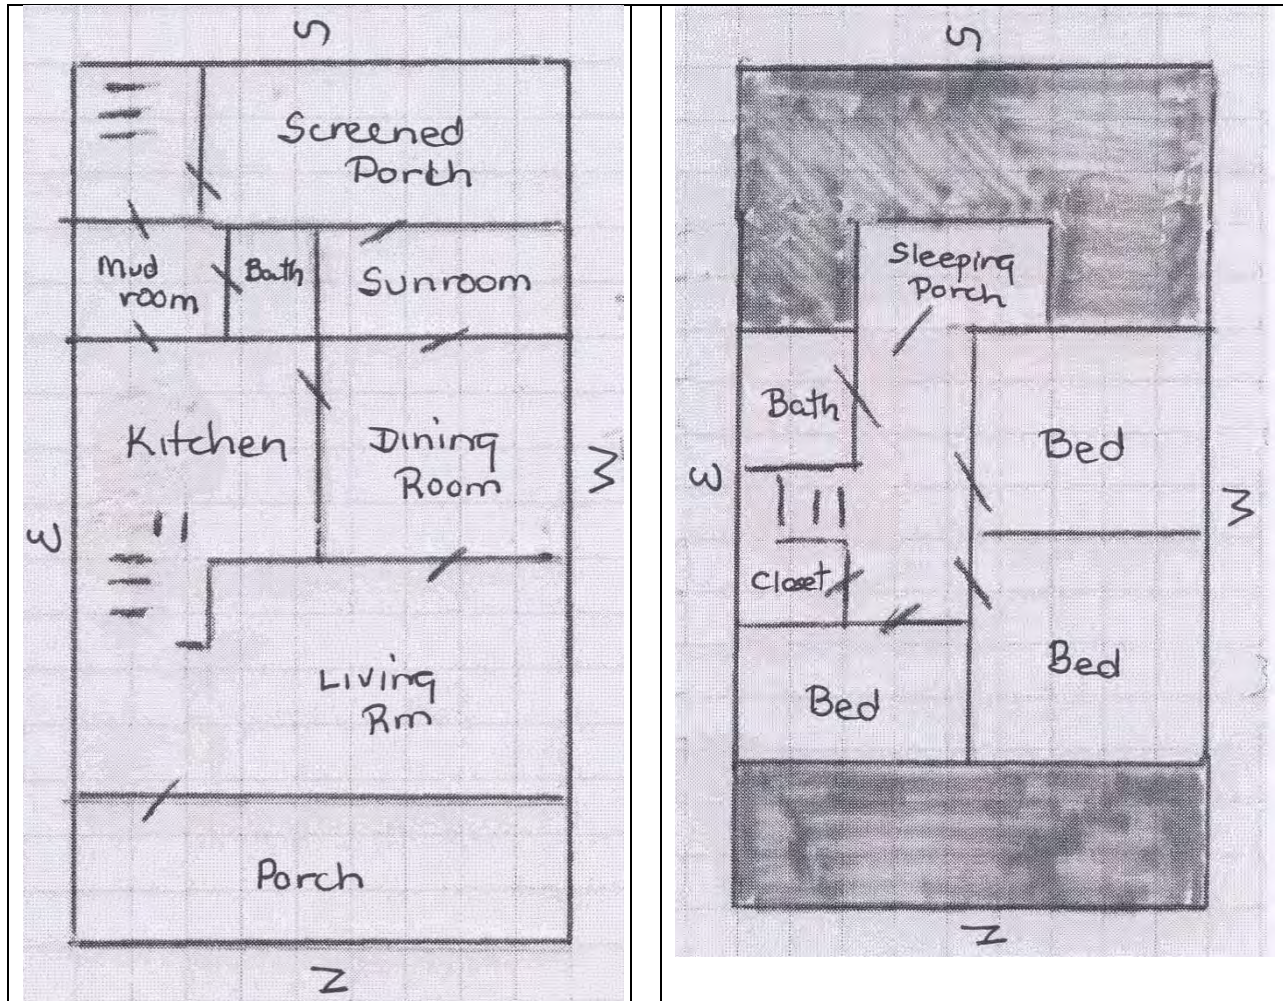 S
Screened
Porch
Mud
room
Bath
Sunroom
Kitchen
Dining
Room
E
W
Living
Rm
Porch
N
S
Sleeping
Porch
Bath
Bed
E
W
Closet
Bed
Bed
N